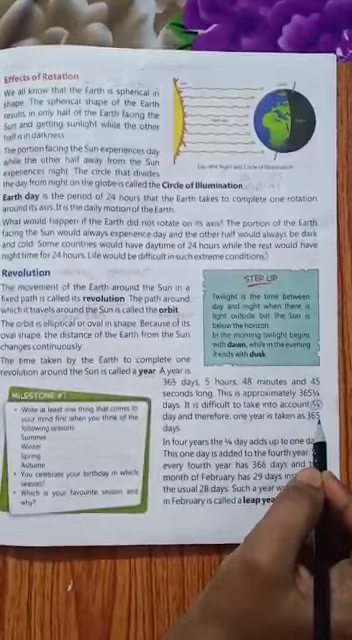 Effects of Rotation
We all know that the Earth is spherical in
shape. The spherical shape of the Earth
results in only half of the Earth facing the
Sun and getting sunlight while the other
half is in darkness.
The portion facing the Sun experiences day
while the other half away from the Sun
experiences night. The circle that divides
the day from night on the globe is called the Circle of Illumination.
Day and Night and Circle of Illumination
Earth day is the period of 24 hours that the Earth takes to complete one rotation
around its axis. It is the daily motion of the Earth.
What would happen if the Earth did not rotate on its axis? The portion of the Earth
facing the Sun would always experience day and the other half would always be dark
and cold. Some countries would have daytime of 24 hours while the rest would have
night time for 24 hours. Life would be difficult in such extreme conditions.
Revolution
The movement of the Earth around the Sun in a
fixed path is called its revolution. The path around
which it travels around the Sun is called the orbit.
The orbit is elliptical or oval in shape. Because of its
oval shape, the distance of the Earth from the Sun
changes continuously.
The time taken by the Earth to complete one
revolution around the Sun is called a year. A year is
365 days, 5 hours, 48 minutes and 45
seconds long. This is approximately 365¼
days. It is difficult to take into account ¼
day and therefore, one year is taken as 365
days.
In four years the ¼ day adds up to one
This one day is added to the fourth year
every fourth year has 366 days and
month of February has 29 days
the usual 28 days. Such a year
in February is called a leap
STEP UP
Twilight is the time between
day and night when there is
light outside but the Sun is
below the horizon.
In the morning twilight begins
with dawn, while in the evening
it ends with dusk.
MILESTONE #1
• Write at least one thing that comes to
your mind first when you think of the
following seasons:
Summer
Winter
Spring
Autumn
• You celebrate your birthday in which
season?
• Which is your favourite season and
why?